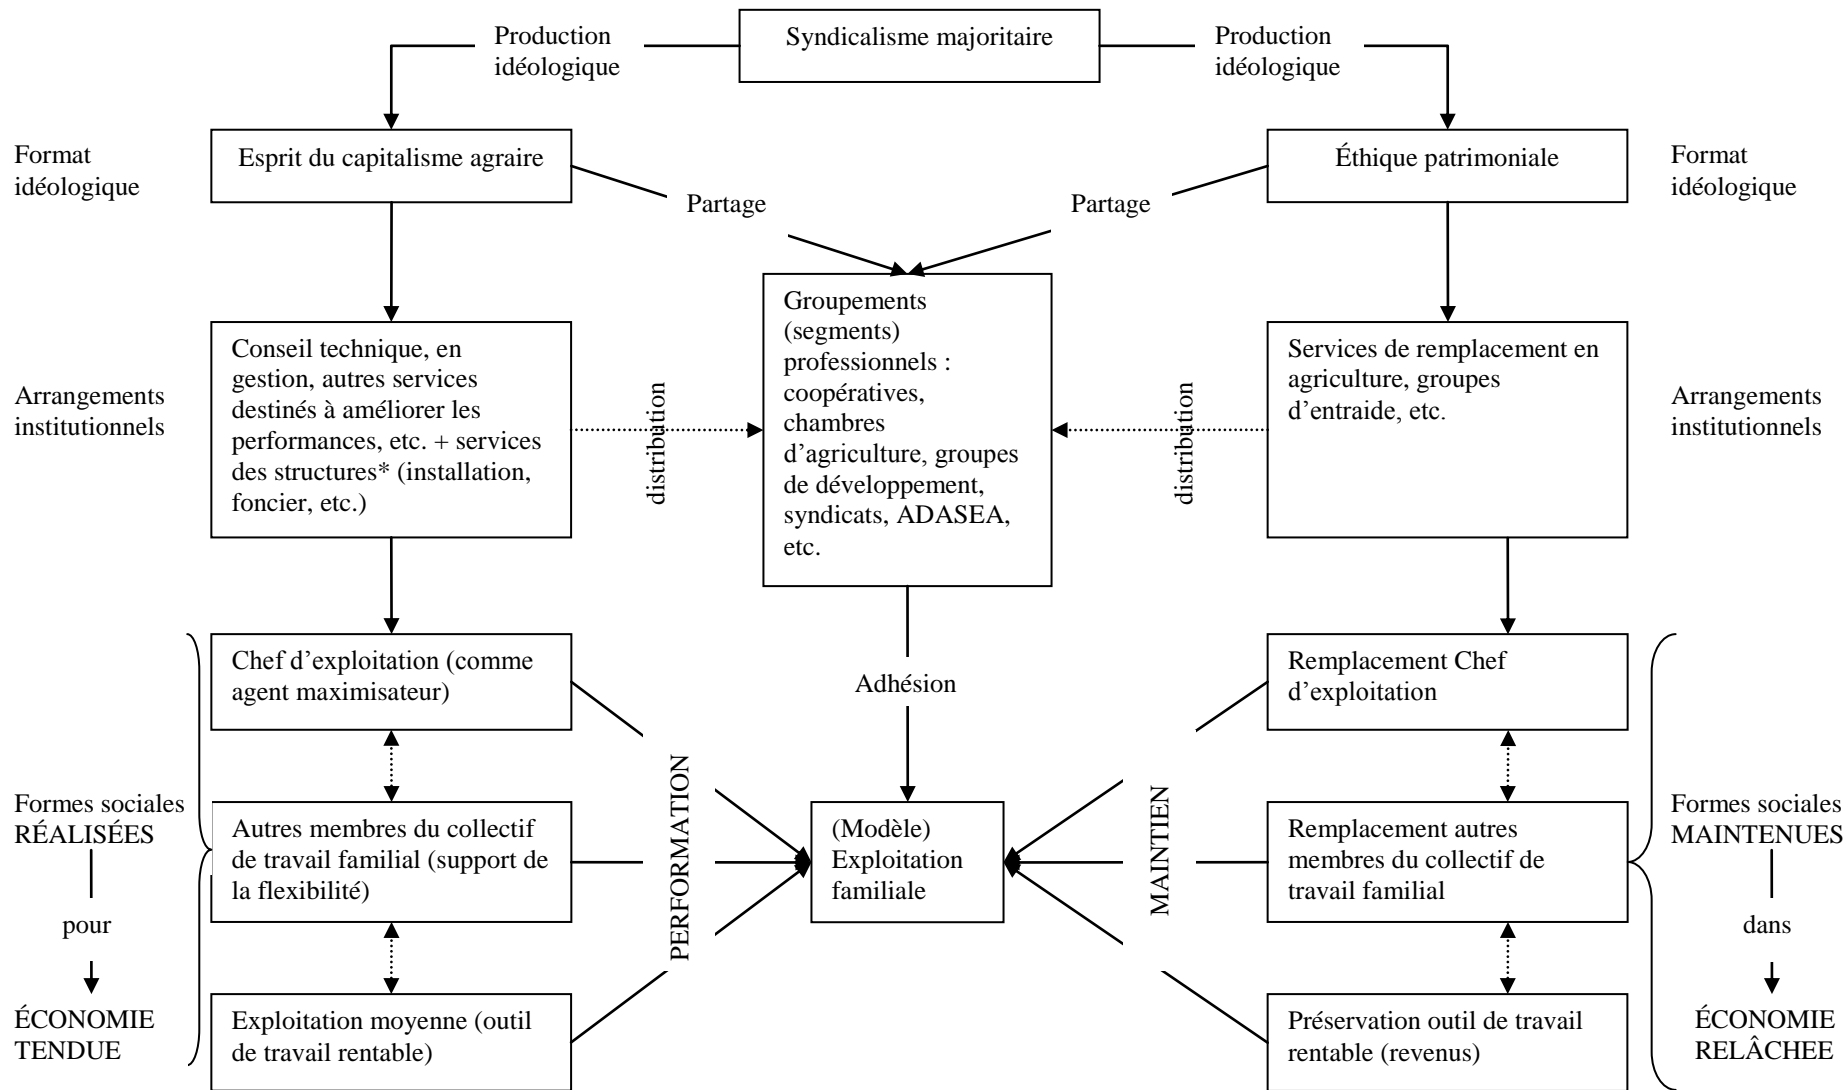 Production
idéologique
Syndicalisme majoritaire
Production
idéologique
Format
idéologique
Esprit du capitalisme agraire
Éthique patrimoniale
Format
idéologique
Partage
Partage
Groupements
(segments)
professionnels :
coopératives,
chambres
d’agriculture, groupes
de développement,
syndicats, ADASEA,
etc.
Arrangements
institutionnels
Conseil technique, en
gestion, autres services
destinés à améliorer les
performances, etc. + services
des structures* (installation,
foncier, etc.)
distribution
distribution
Services de remplacement en
agriculture, groupes
d’entraide, etc.
Arrangements
institutionnels
Chef d’exploitation (comme
agent maximisateur)
Adhésion
Remplacement Chef
d’exploitation
Formes sociales
RÉALISÉES
pour
ÉCONOMIE
TENDUE
Autres membres du collectif
de travail familial (support de
la flexibilité)
PERFORMATION
(Modèle)
Exploitation
familiale
MAINTIEN
Remplacement autres
membres du collectif de
travail familial
Formes sociales
MAINTENUES
dans
ÉCONOMIE
RELÂCHEE
Exploitation moyenne (outil
de travail rentable)
Préservation outil de travail
rentable (revenus)